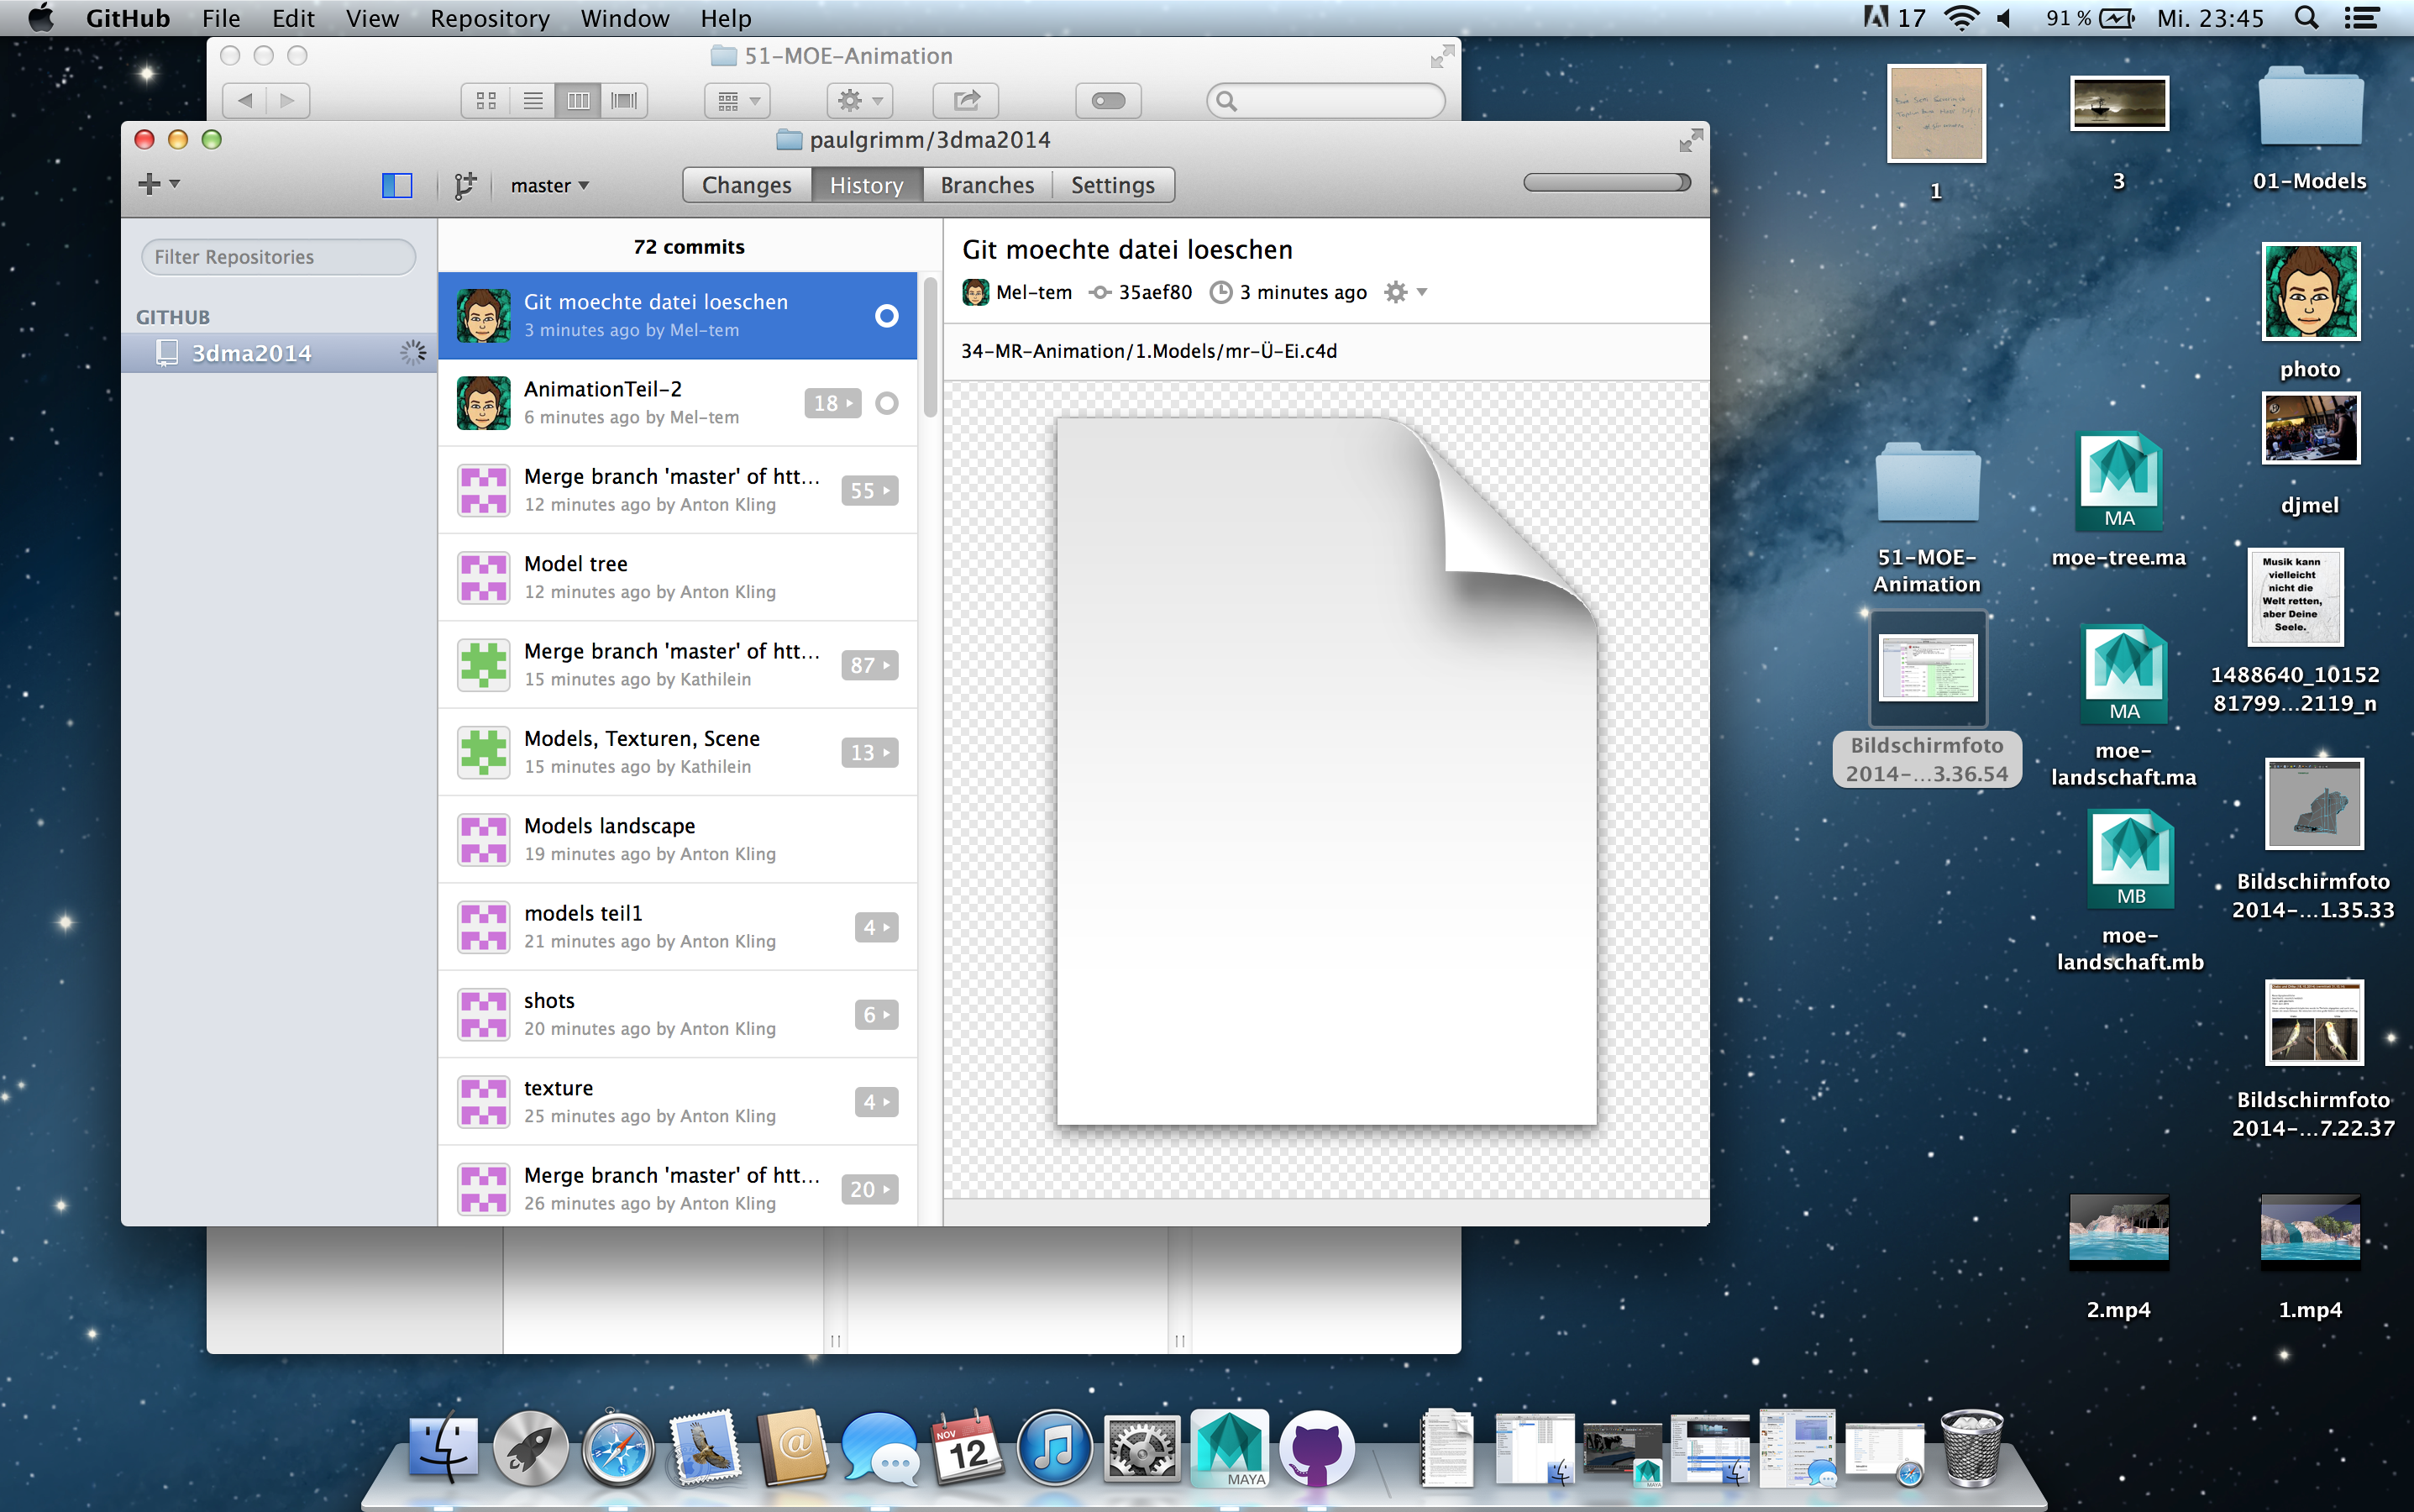 GitHub File Edit View Repository Window Help
17 91 % Mi. 23:45
51-MOE-Animation
paulgrimm/3dma2014
master
Changes History Branches Settings
Filter Repositories
GITHUB
3dma2014
72 commits
Git moechte datei loeschen
3 minutes ago by Mel-tem
AnimationTeil-2
6 minutes ago by Mel-tem
18
Merge branch 'master' of htt...
12 minutes ago by Anton Kling
55
Model tree
12 minutes ago by Anton Kling
Merge branch 'master' of htt...
15 minutes ago by Kathilein
87
Models, Texturen, Scene
15 minutes ago by Kathilein
13
Models landscape
19 minutes ago by Anton Kling
models teil1
21 minutes ago by Anton Kling
4
shots
20 minutes ago by Anton Kling
6
texture
25 minutes ago by Anton Kling
4
Merge branch 'master' of htt...
26 minutes ago by Anton Kling
20
Git moechte datei loeschen
Mel-tem 35aef80 3 minutes ago
34-MR-Animation/1.Models/mr-Ü-Ei.c4d
1
3
01-Models
photo
djmel
51-MOE-
Animation
MA
moe-tree.ma
Musik kann
vielleicht
nicht die
Welt retten,
aber Deine
Seele.
1488640_10152
81799...2119_n
Bildschirmfoto
2014-...3.36.54
MA
moe-
landschaft.ma
MB
moe-
landschaft.mb
Bildschirmfoto
2014-...1.35.33
Bildschirmfoto
2014-...7.22.37
2.mp4
1.mp4
NOV
12
MAYA